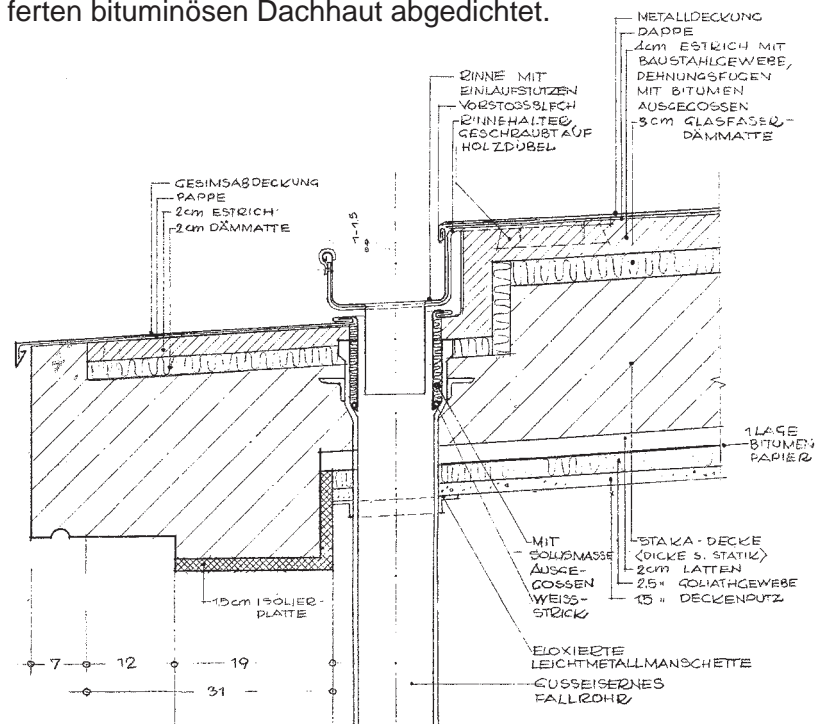 ferten bituminösen Dachhaut abgedichtet.
METALLDECKUNG
DAPPE
4cm ESTRICH MIT
BAUSTAHLGEWEBE,
DEHNUNGSFUGEN
MIT BITUMEN
AUSGEGOSSEN
3cm GLASFASER-
DÄMMATTE
RINNE MIT
EINLAUFSTUTZEN
VORSTOSSBLECH
RINNEHALTER,
GESCHRAUBT AUF
HOLZDÜBEL
GESIMSABDECKUNG
PAPPE
2cm ESTRICH
2cm DÄMMATTE
1-1,5
1 LAGE
BITUMEN
PAPIER
MIT
AUSGE-
GOSSEN
WEISS-
STRICK
STAKA-DECKE
(DICKE S. STATIK)
2cm LATTEN
2,5 " GOLIATHGEWEBE
1,5 " DECKENPUTZ
1,5cm ISOLIER-
PLATTE
7 12 19
31
ELOXIERTE
LEICHTMETALLMANSCHETTE
GUSSEISERNES
FALLROHR